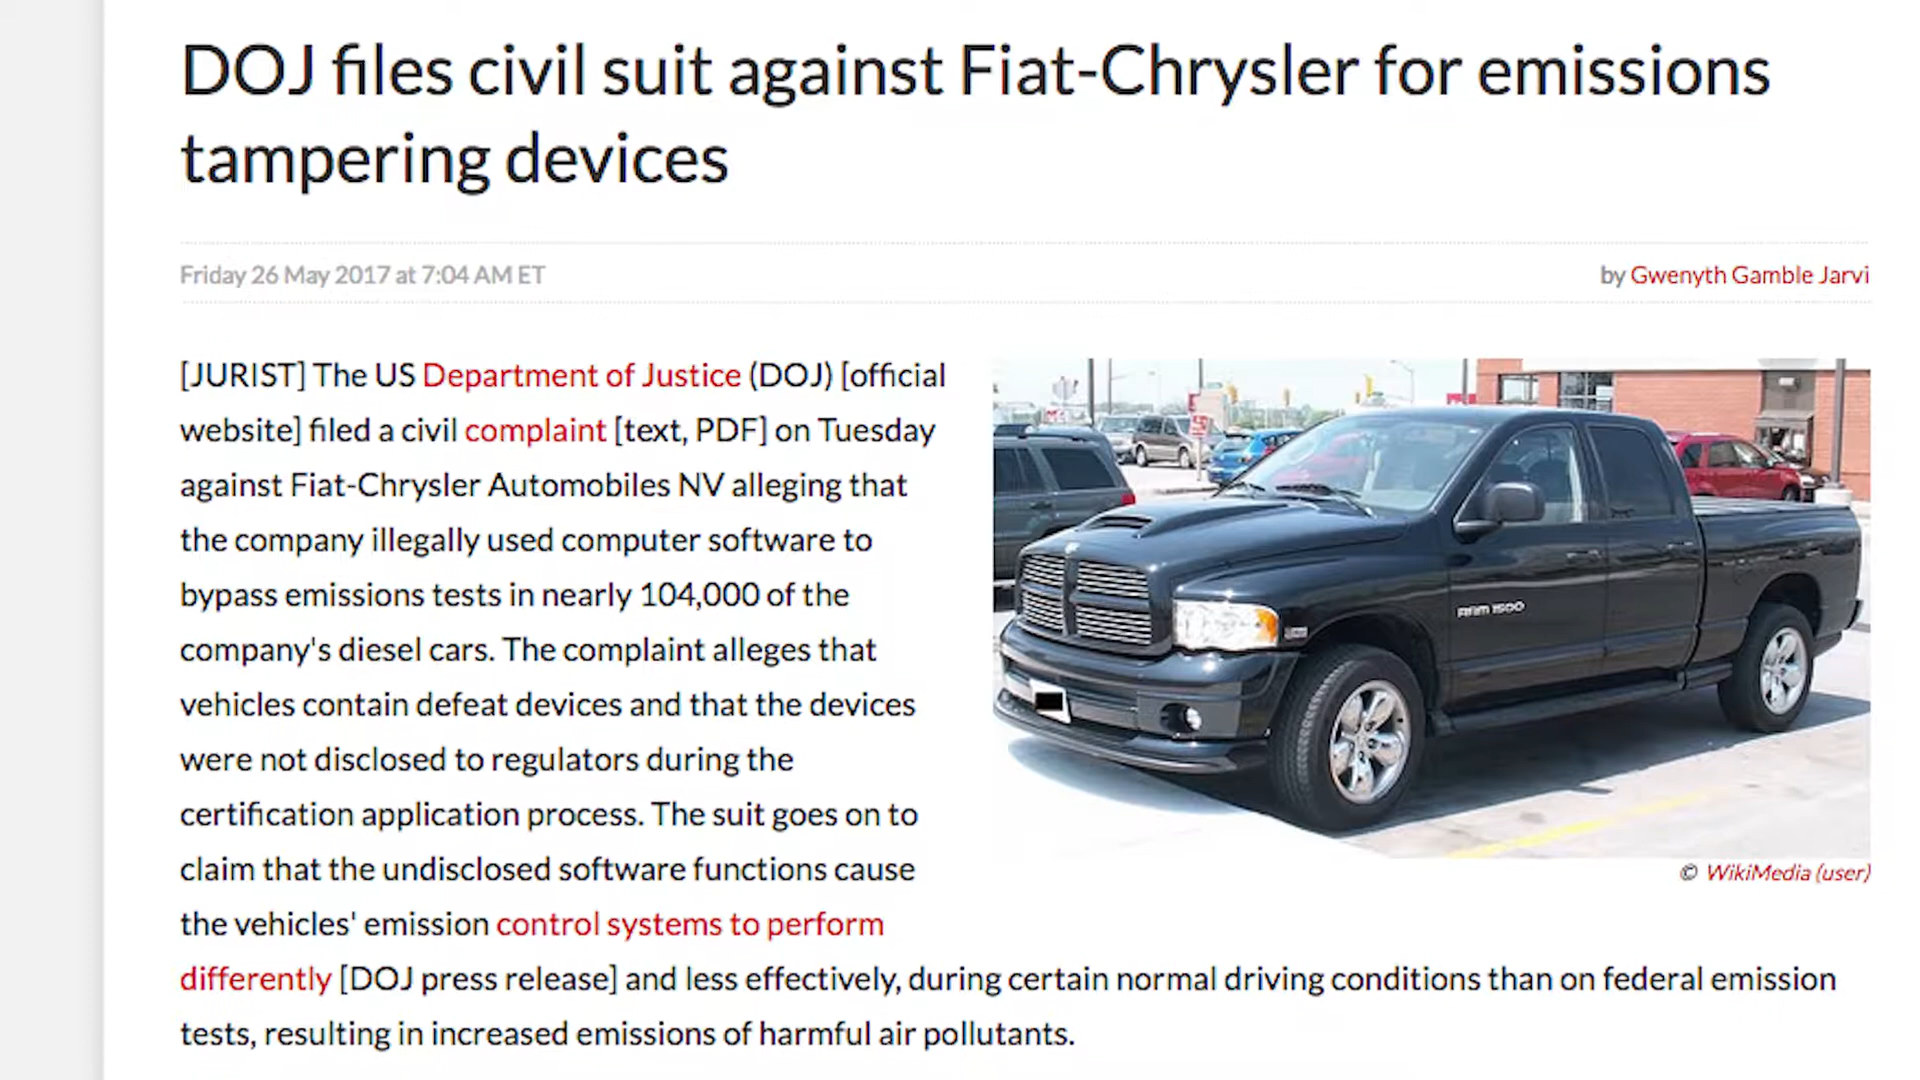 DOJ files civil suit against Fiat-Chrysler for emissions
tampering devices
Friday 26 May 2017 at 7:04 AM ET
by Gwenyth Gamble Jarvi
[JURIST] The US Department of Justice (DOJ) [official
website] filed a civil complaint [text, PDF] on Tuesday
against Fiat-Chrysler Automobiles NV alleging that
the company illegally used computer software to
bypass emissions tests in nearly 104,000 of the
company's diesel cars. The complaint alleges that
vehicles contain defeat devices and that the devices
were not disclosed to regulators during the
certification application process. The suit goes on to
claim that the undisclosed software functions cause
the vehicles' emission control systems to perform
differently [DOJ press release] and less effectively, during certain normal driving conditions than on federal emission
tests, resulting in increased emissions of harmful air pollutants.
RAM 1500
© WikiMedia (user)